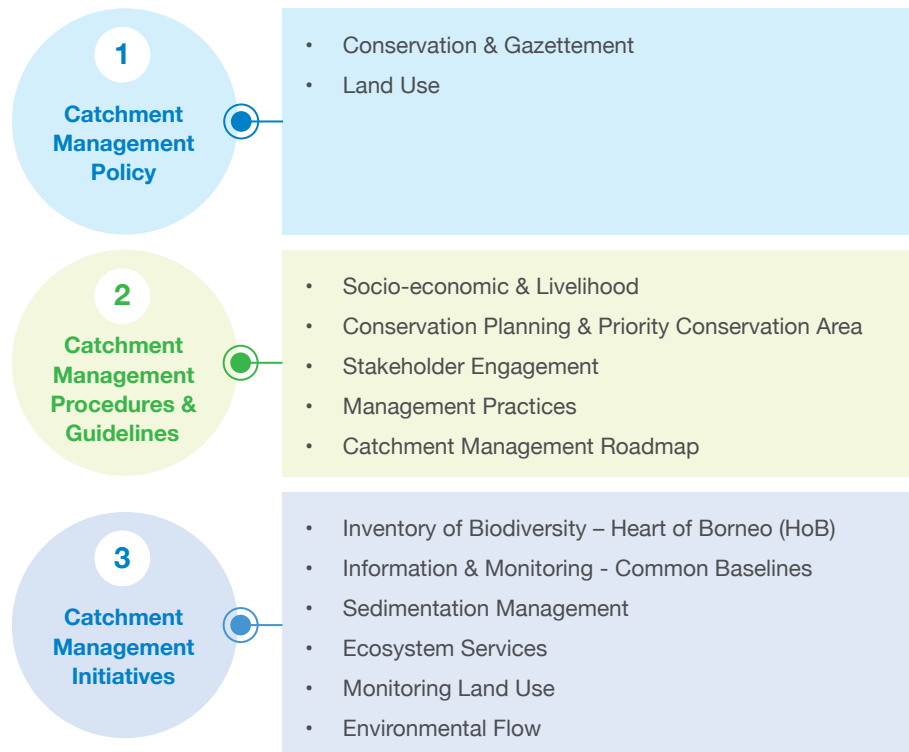 1
Catchment
Management
Policy
• Conservation & Gazettement
• Land Use
2
Catchment
Management
Procedures &
Guidelines
• Socio-economic & Livelihood
• Conservation Planning & Priority Conservation Area
• Stakeholder Engagement
• Management Practices
• Catchment Management Roadmap
3
Catchment
Management
Initiatives
• Inventory of Biodiversity – Heart of Borneo (HoB)
• Information & Monitoring - Common Baselines
• Sedimentation Management
• Ecosystem Services
• Monitoring Land Use
• Environmental Flow